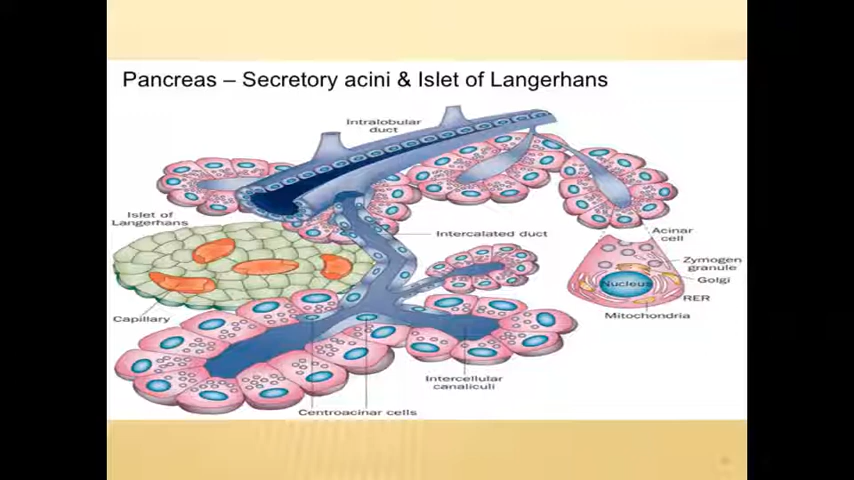 Pancreas – Secretory acini & Islet of Langerhans
Intralobular
duct
Islet of
Langerhans
Intercalated duct
Acinar
cell
Zymogen
granule
Golgi
Nucleus
RER
Mitochondria
Capillary
Intercellular
canaliculi
Centroacinar cells